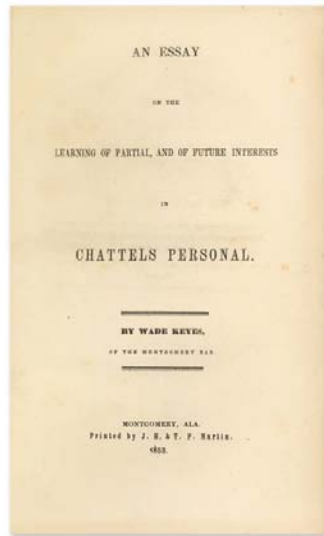 AN ESSAY
ON THE
LEARNING OF PARTIAL, AND OF FUTURE INTERESTS
IN
CHATTELS PERSONAL.
BY WADE KEYES,
OF THE MONTGOMERY BAR.
MONTGOMERY, ALA.
Printed by J. H. & T. F. Martin.
1853.